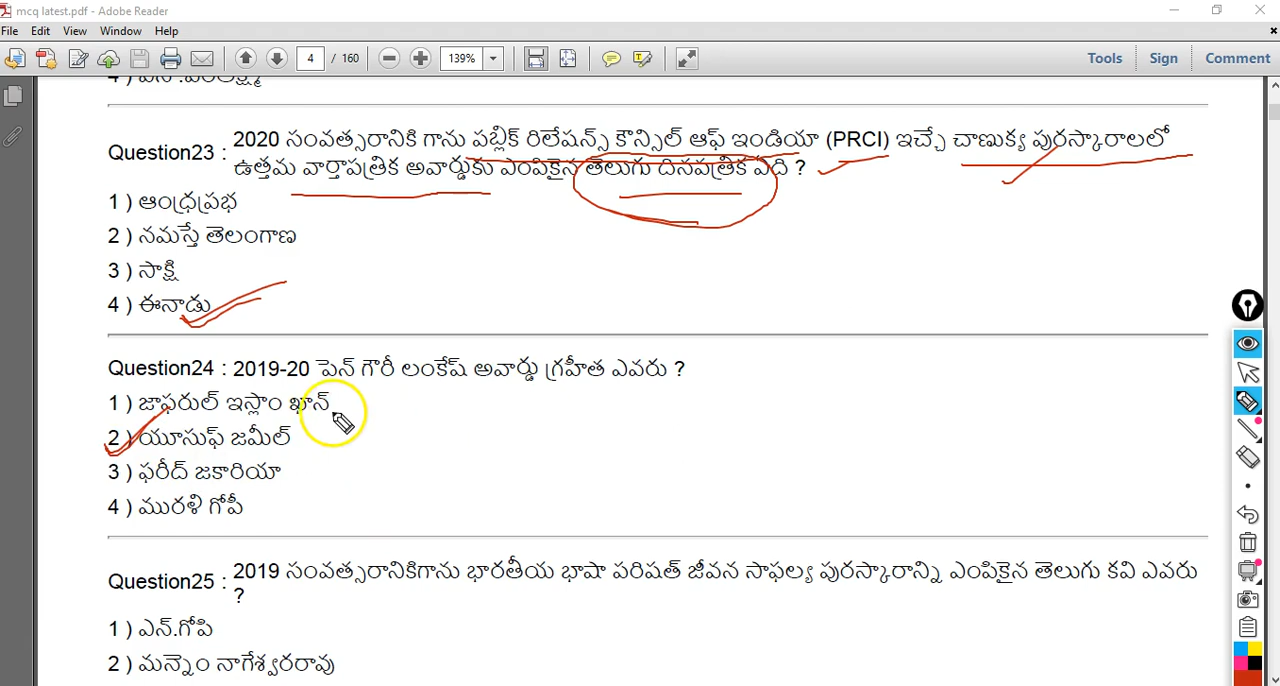 mcq latest.pdf - Adobe Reader
File Edit View Window Help
4 / 160 139% Tools Sign Comment
Question23 : 2020 సంవత్సరానికి గాను పబ్లిక్ రిలేషన్స్ కౌన్సిల్ ఆఫ్ ఇండియా (PRCI) ఇచ్చే చాణుక్య పురస్కారాలలో
ఉత్తమ వార్తాపత్రిక అవార్డుకు ఎంపికైన తెలుగు దినపత్రిక ఏది ?
1 ) ఆంధ్రప్రభ
2 ) నమస్తే తెలంగాణ
3 ) సాక్షి
4 ) ఈనాడు
Question24 : 2019-20 పెన్ గౌరీ లంకేష్ అవార్డు గ్రహీత ఎవరు ?
1 ) జాఫరుల్ ఇస్లాం ఖాన్
2 ) యూసుఫ్ జమీల్
3 ) ఫరీద్ జకారియా
4 ) మురళి గోపీ
Question25 : 2019 సంవత్సరానికిగాను భారతీయ భాషా పరిషత్ జీవన సాఫల్య పురస్కారాన్ని ఎంపికైన తెలుగు కవి ఎవరు
?
1 ) ఎన్.గోపి
2 ) మన్నెం నాగేశ్వరరావు